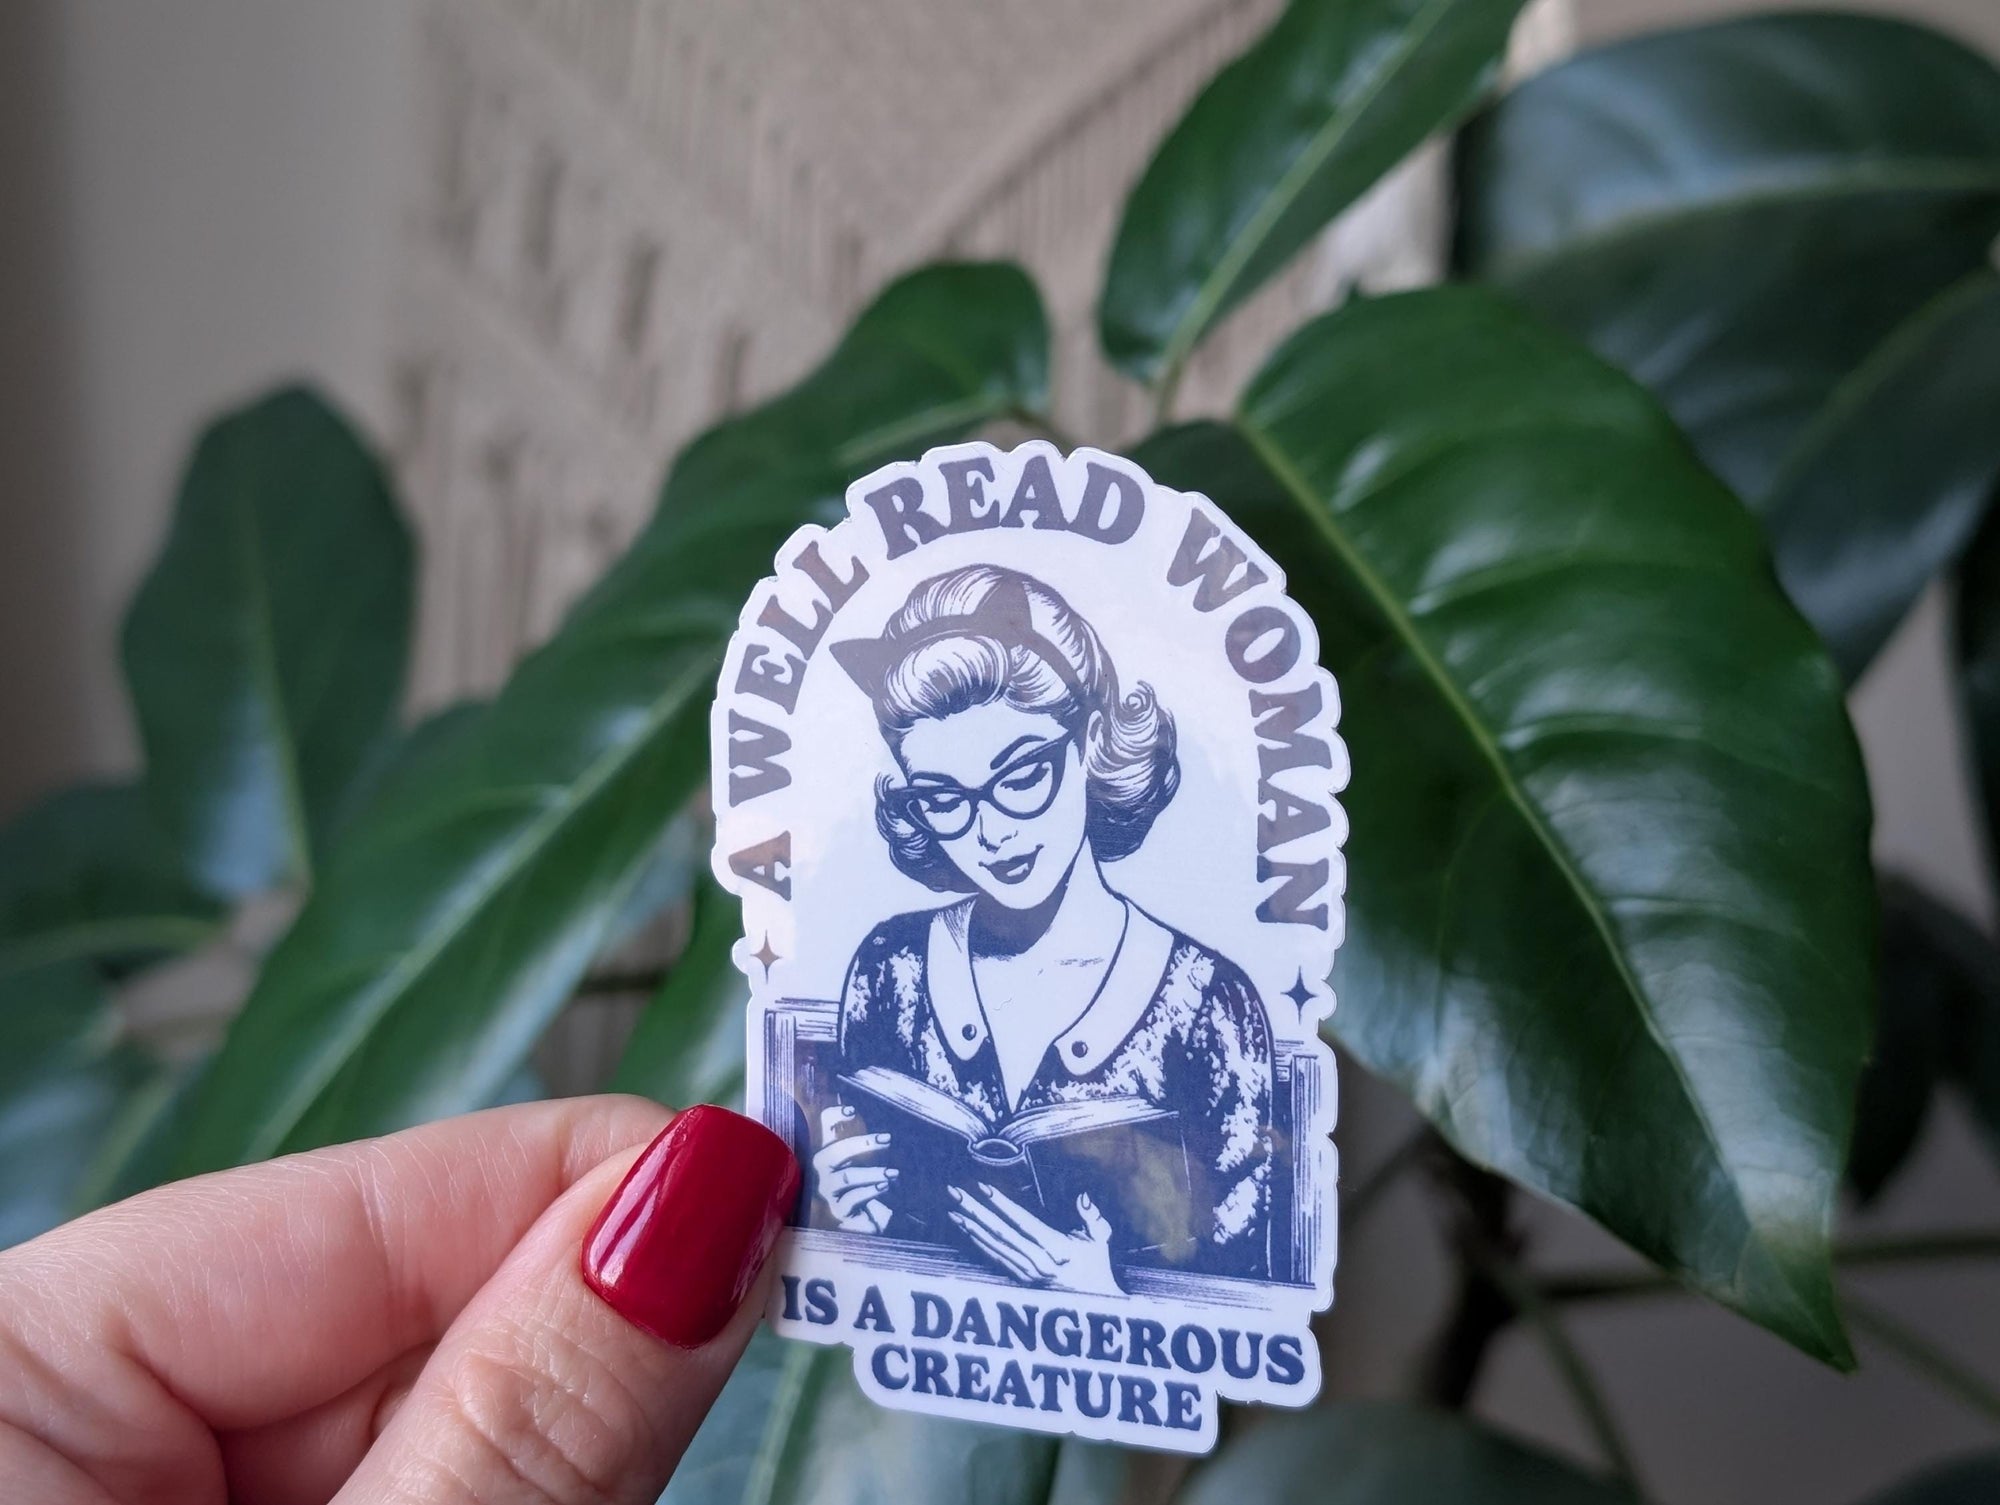 A WELL READ WOMAN
IS A DANGEROUS
CREATURE